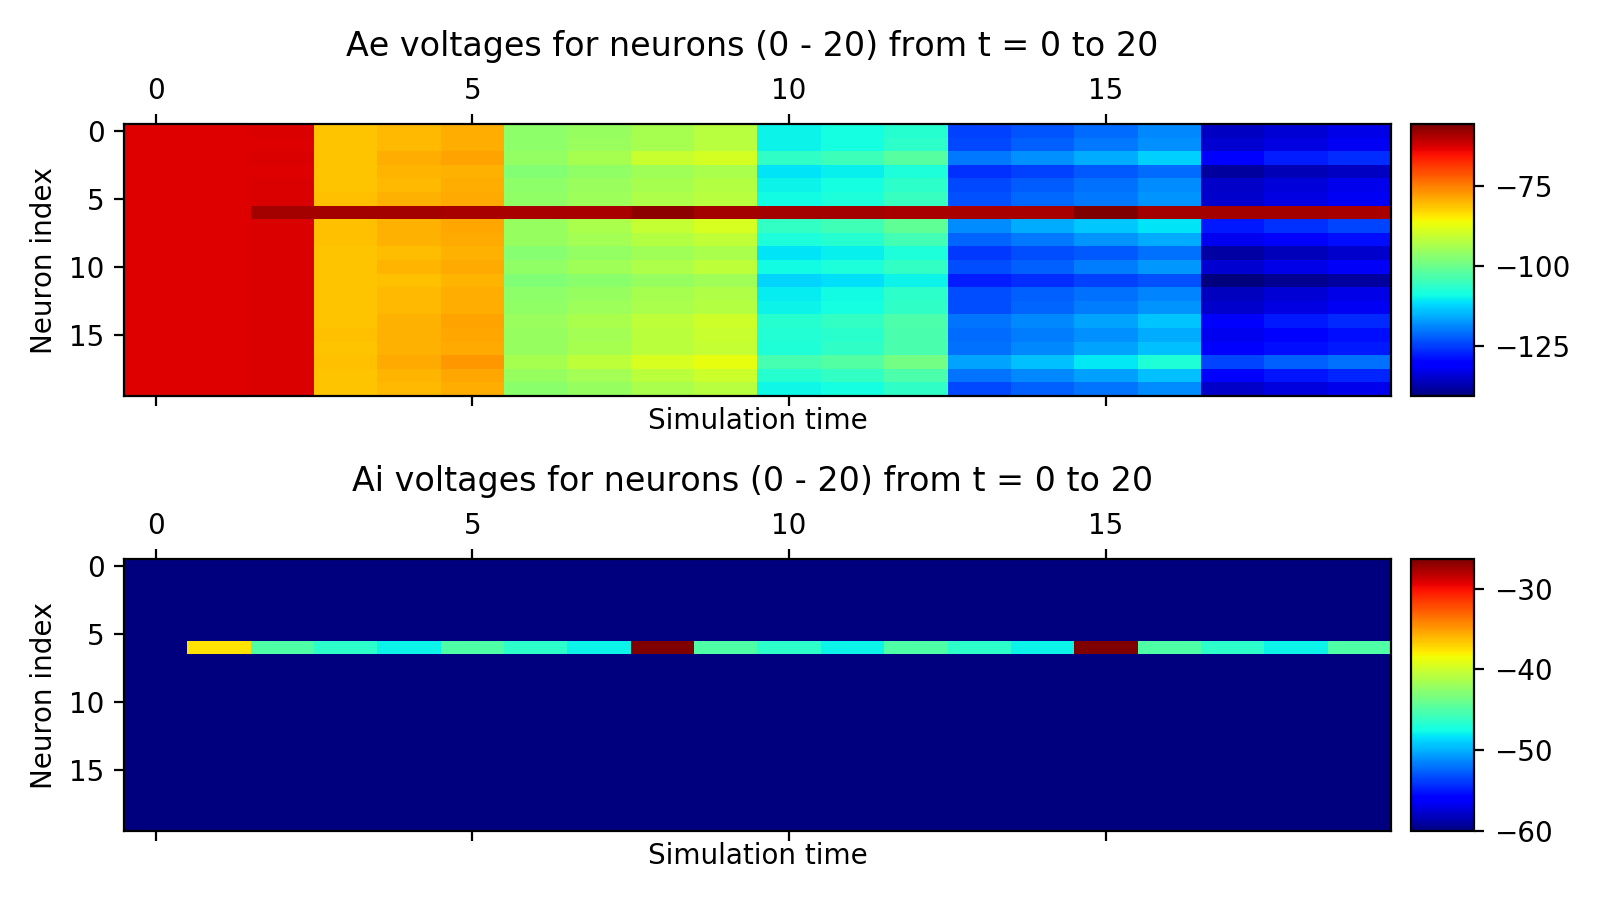 Ae voltages for neurons (0 - 20) from t = 0 to 20
0 5 10 15
Neuron index
0
5
10
15
Simulation time
−75
−100
−125
Ai voltages for neurons (0 - 20) from t = 0 to 20
0 5 10 15
Neuron index
0
5
10
15
Simulation time
−30
−40
−50
−60